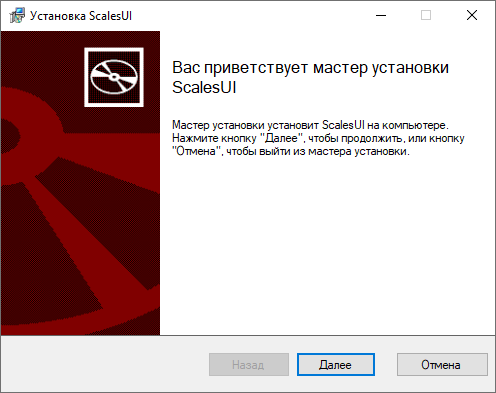 Установка ScalesUI
Вас приветствует мастер установки
ScalesUI
Мастер установки установит ScalesUI на компьютере.
Нажмите кнопку "Далее", чтобы продолжить, или кнопку
"Отмена", чтобы выйти из мастера установки.
Назад Далее Отмена